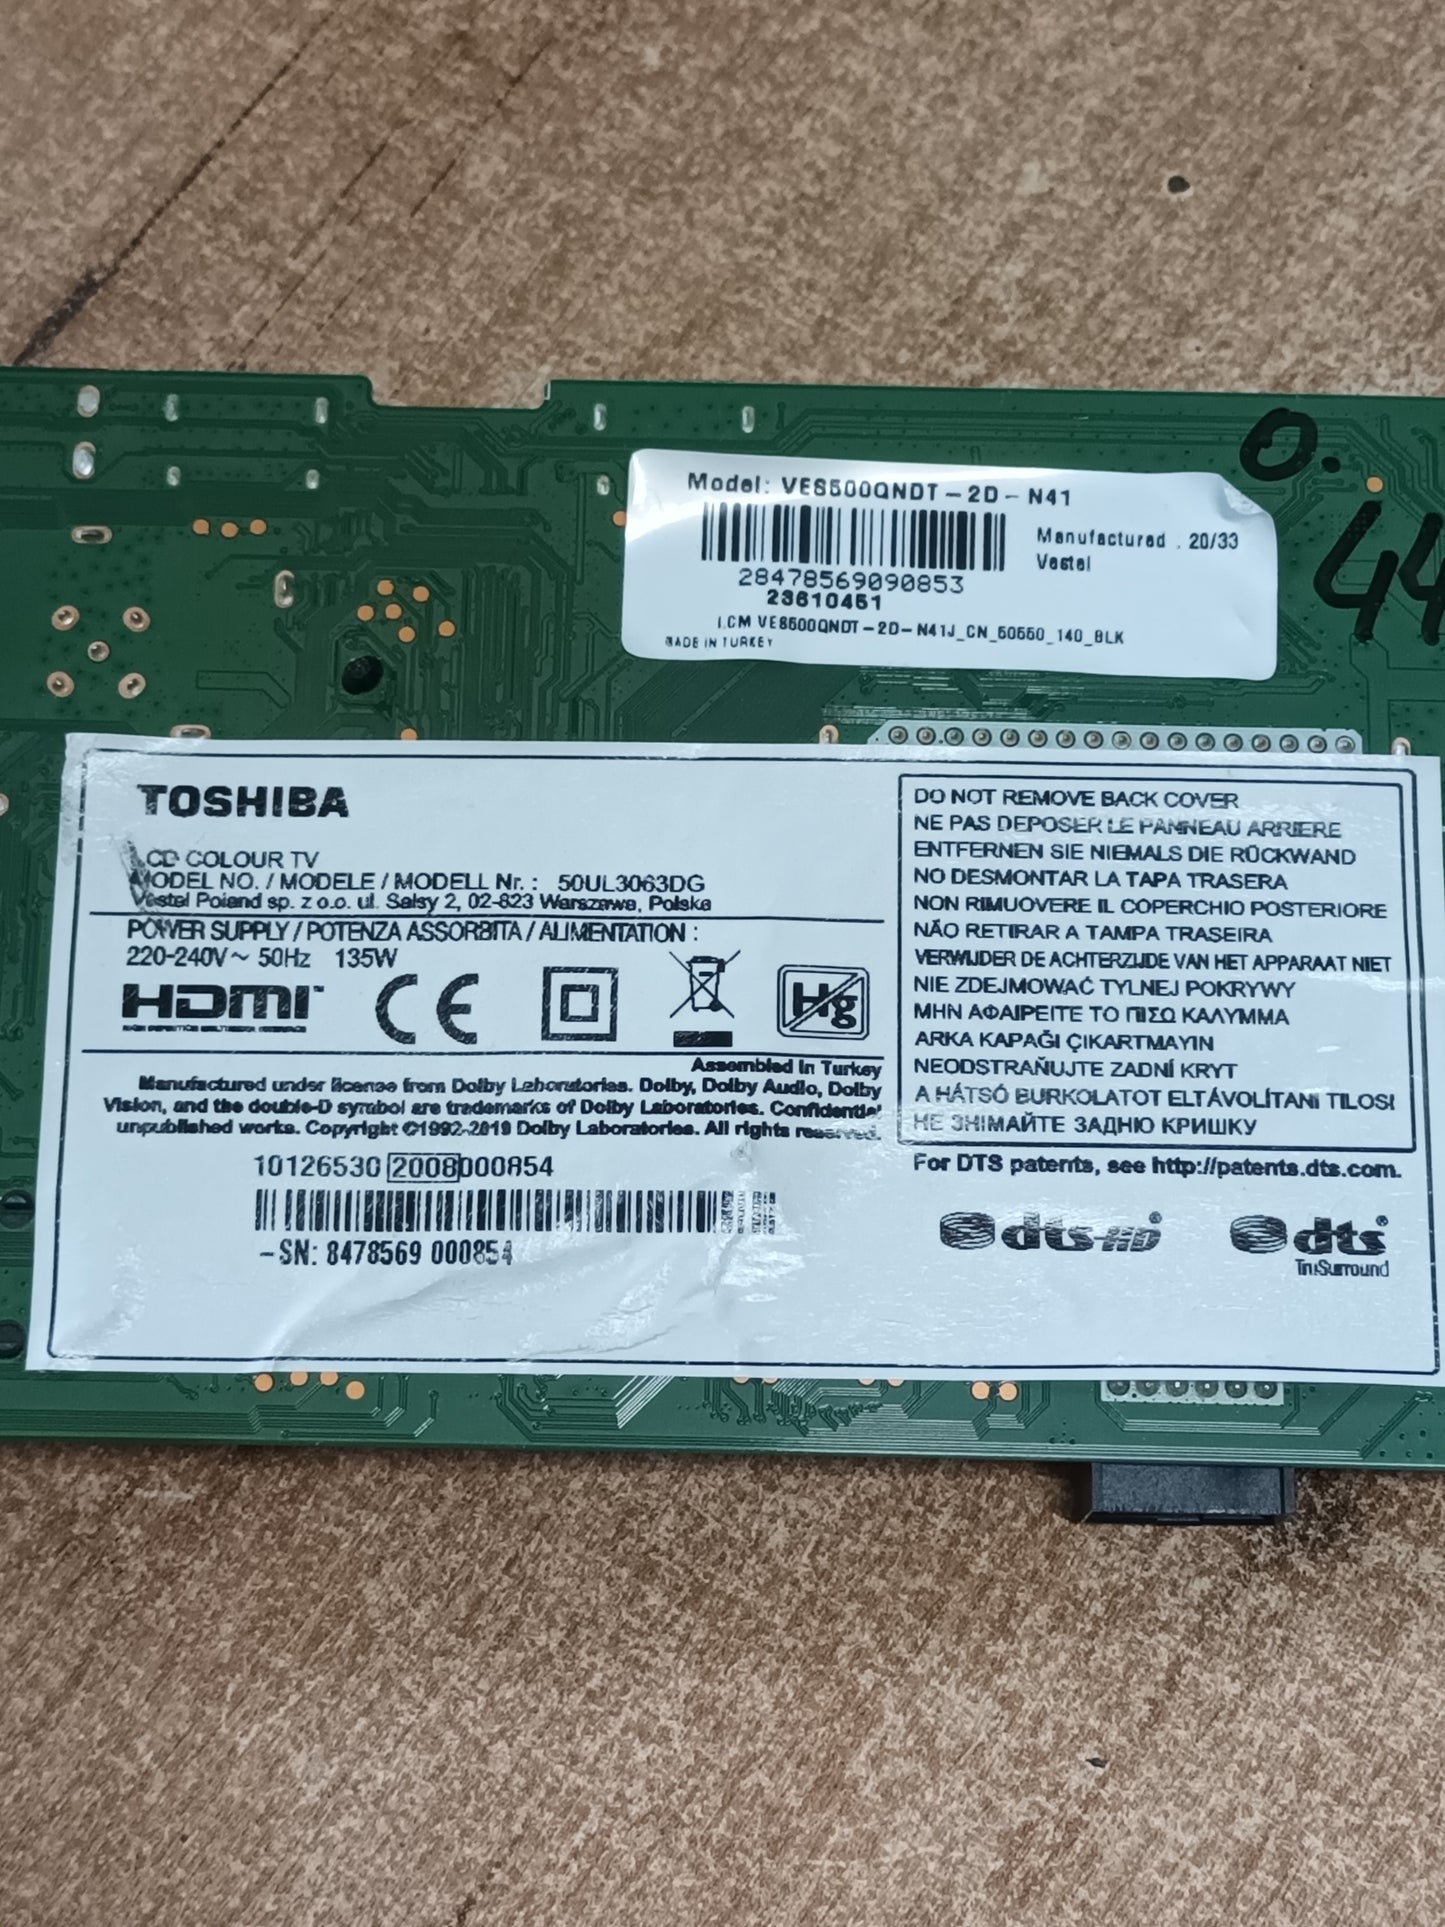 0.
44
Model: VES500QNDT-2D-N41
Manufactured : 20/33
Vestel
28478569090853
23610451
LCM VES500QNDT-2D-N41J_CN_50550_140_BLK
MADE IN TURKEY
TOSHIBA
LCD COLOUR TV
MODEL NO. / MODELE / MODELL Nr. : 50UL3063DG
Vestel Poland sp. z o.o. ul. Salsy 2, 02-823 Warszawa, Polska
POWER SUPPLY / POTENZA ASSORBITA / ALIMENTATION :
220-240V~ 50Hz 135W
HDMI™
HIGH DEFINITION MULTIMEDIA INTERFACE
CE
Hg
Assembled in Turkey
Manufactured under license from Dolby Laboratories. Dolby, Dolby Audio, Dolby
Vision, and the double-D symbol are trademarks of Dolby Laboratories. Confidential
unpublished works. Copyright ©1992-2019 Dolby Laboratories. All rights reserved.
10126530 2008000854
-SN: 8478569 000854
DO NOT REMOVE BACK COVER
NE PAS DEPOSER LE PANNEAU ARRIERE
ENTFERNEN SIE NIEMALS DIE RÜCKWAND
NO DESMONTAR LA TAPA TRASERA
NON RIMUOVERE IL COPERCHIO POSTERIORE
NÃO RETIRAR A TAMPA TRASEIRA
VERWIJDER DE ACHTERZIJDE VAN HET APPARAAT NIET
NIE ZDEJMOWAĆ TYLNEJ POKRYWY
ΜΗΝ ΑΦΑΙΡΕΙΤΕ ΤΟ ΠΙΣΩ ΚΑΛΥΜΜΑ
ARKA KAPAĞI ÇIKARTMAYIN
NEODSTRAŇUJTE ZADNÍ KRYT
A HÁTSÓ BURKOLATOT ELTÁVOLÍTANI TILOS!
НЕ ЗНІМАЙТЕ ЗАДНЮ КРИШКУ
For DTS patents, see http://patents.dts.com.
dts-HD®
dts®
TruSurround